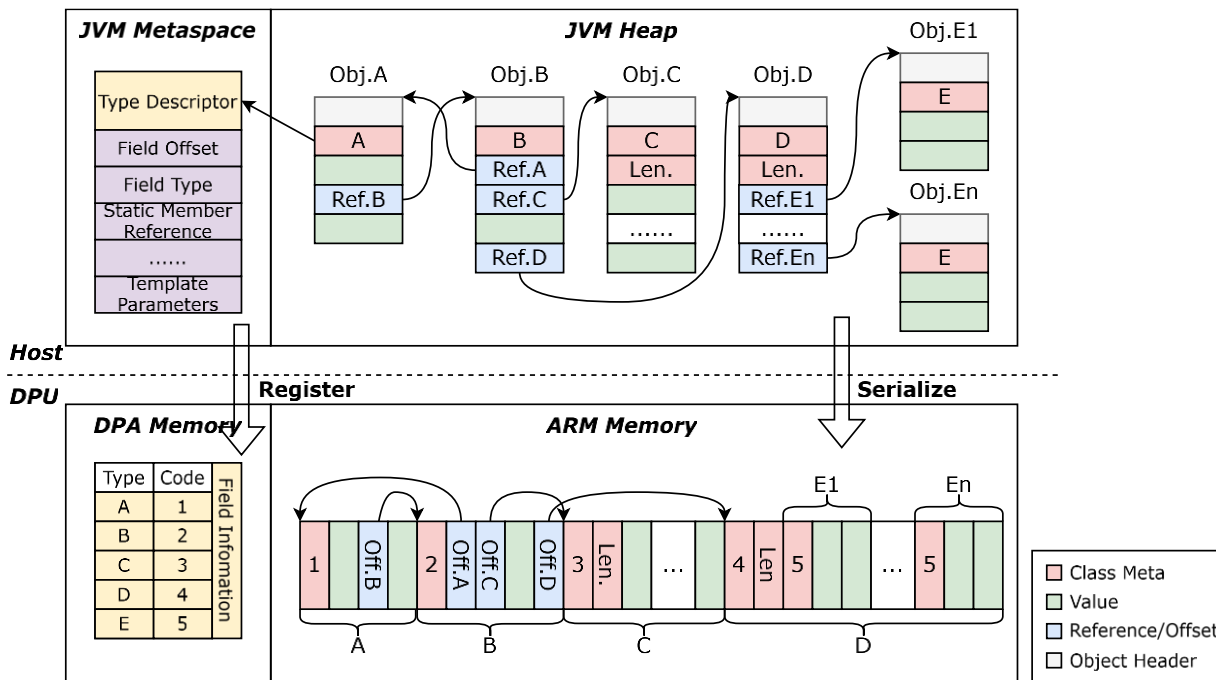 JVM Metaspace
Type Descriptor
Field Offset
Field Type
Static Member
Reference
......
Template
Parameters
JVM Heap
Obj.A
A
Ref.B
Obj.B
B
Ref.A
Ref.C
Ref.D
Obj.C
C
Len.
......
Obj.D
D
Len.
Ref.E1
......
Ref.En
Obj.E1
E
Obj.En
E
Host
DPU
Register
Serialize
DPA Memory
Type Code
A 1
B 2
C 3
D 4
E 5
Field Infomation
ARM Memory
E1
En
1
Off.B
2
Off.A
Off.C
Off.D
3
Len.
...
4
Len
5
...
5
A
B
C
D
Class Meta
Value
Reference/Offset
Object Header